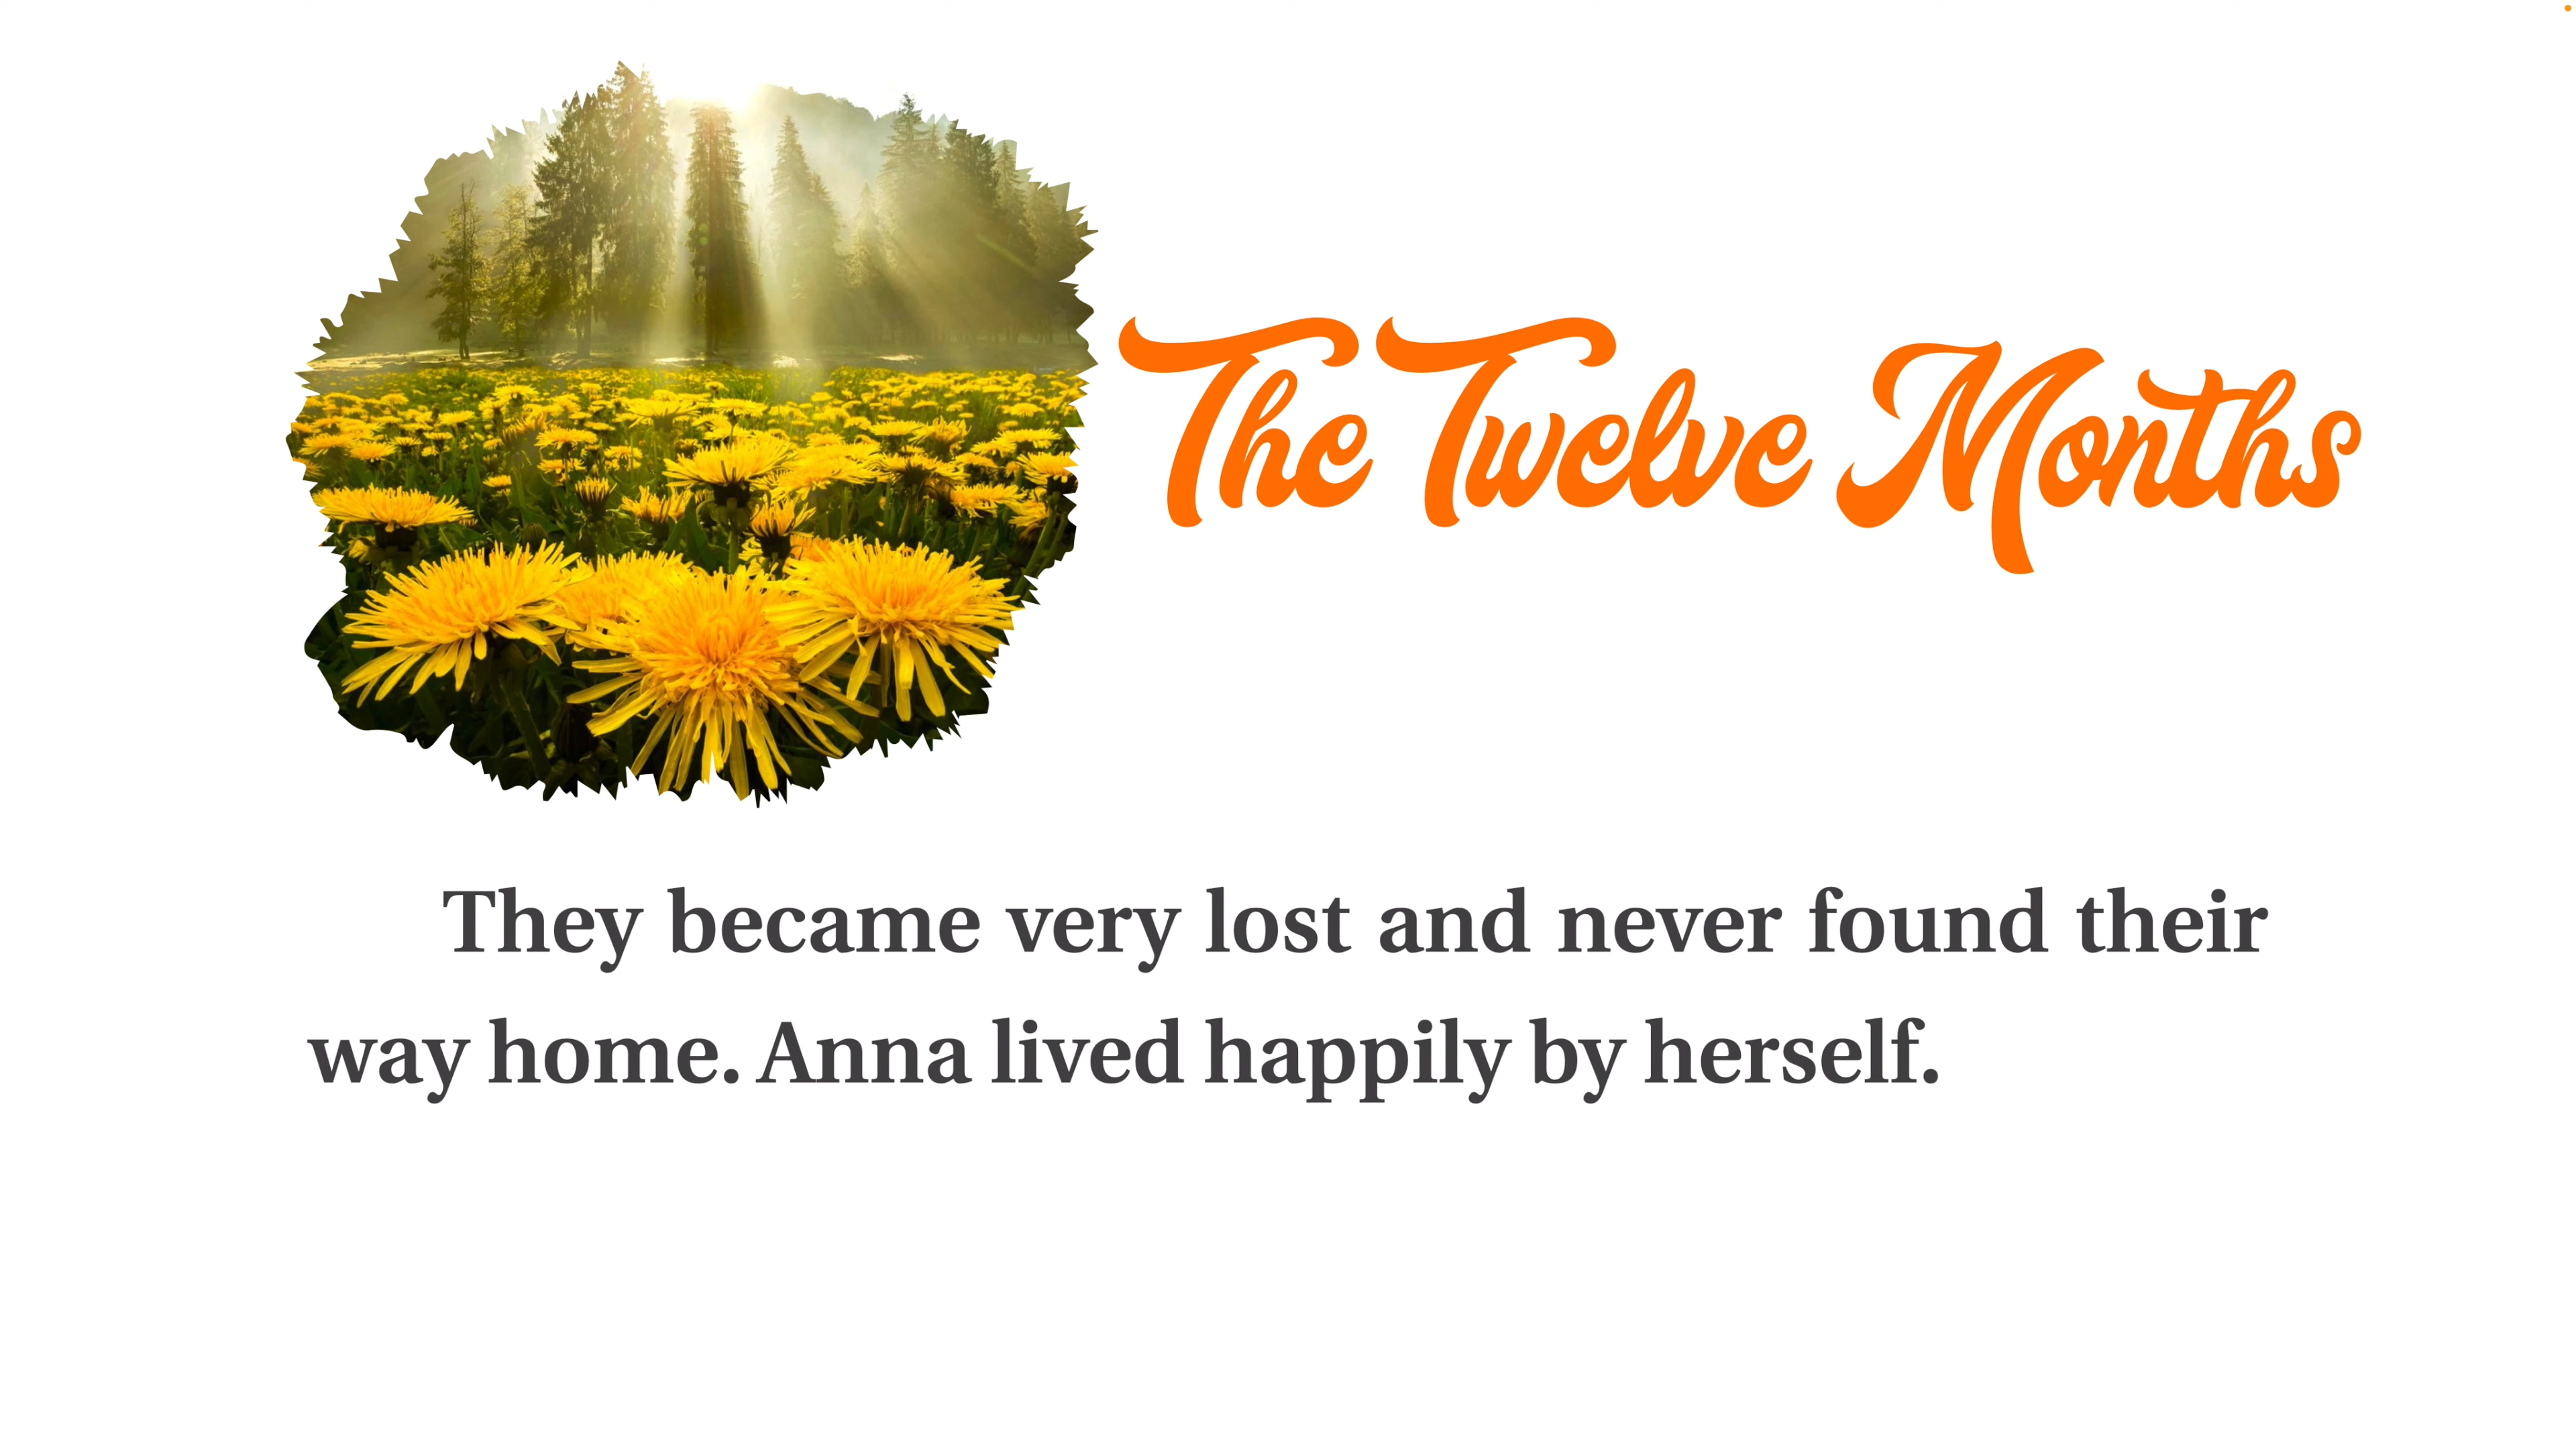 The Twelve Months
They became very lost and never found their
way home. Anna lived happily by herself.